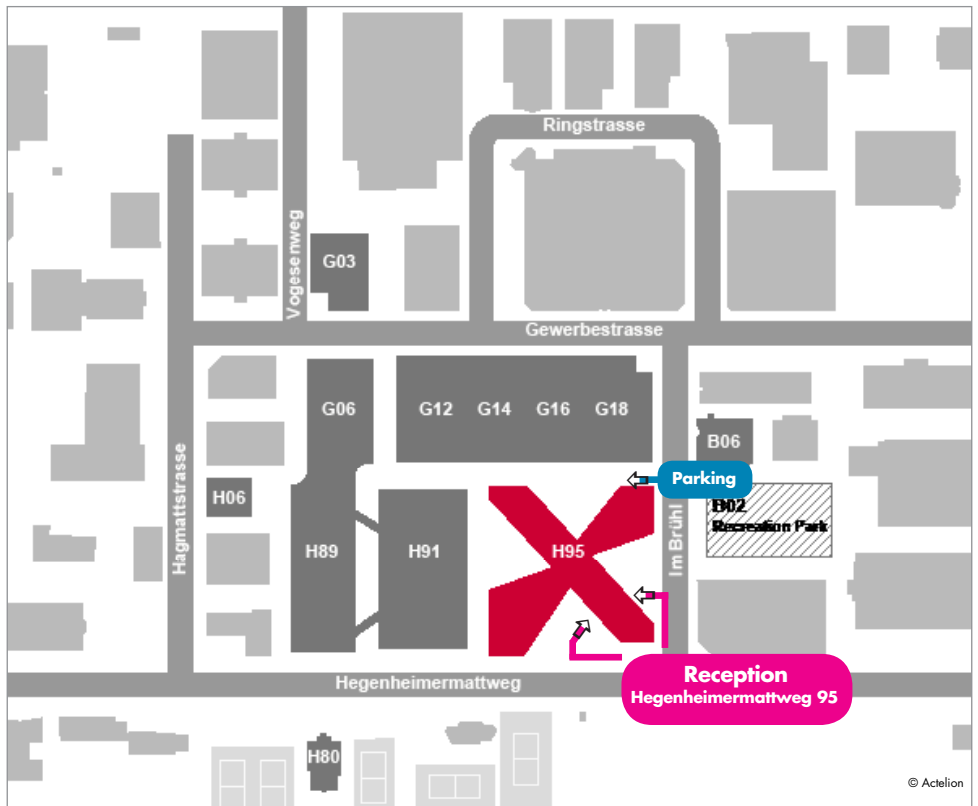 Ringstrasse
Vogesenweg
G03
Gewerbestrasse
G06
G12 G14 G16 G18
B06
Parking
Hagmattstrasse
H06
B02
Recreation Park
Im Brühl
H89
H91
H95
Reception
Hegenheimermattweg 95
Hegenheimermattweg
H80
© Actelion